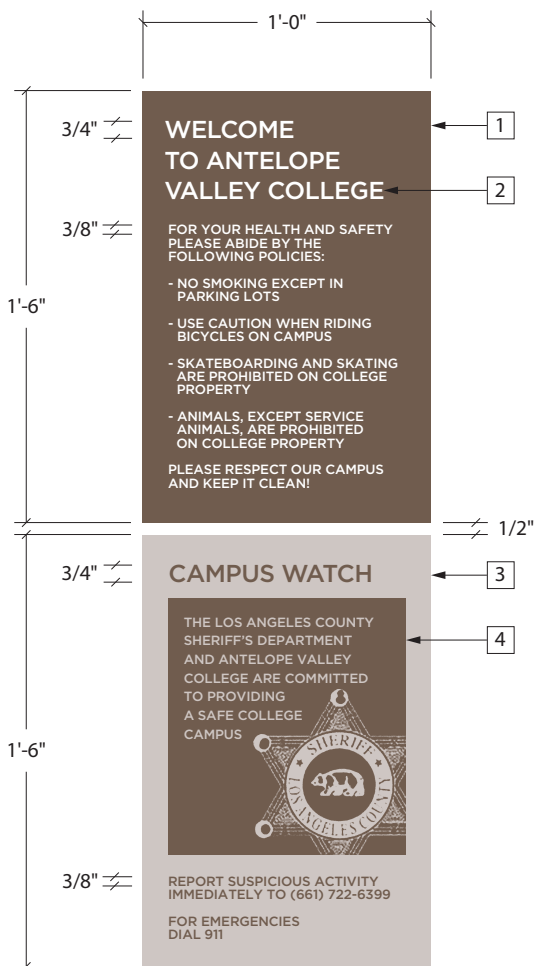 1'-0"
3/4"
WELCOME
TO ANTELOPE
VALLEY COLLEGE
1
2
3/8"
FOR YOUR HEALTH AND SAFETY
PLEASE ABIDE BY THE
FOLLOWING POLICIES:
1'-6"
- NO SMOKING EXCEPT IN
PARKING LOTS
- USE CAUTION WHEN RIDING
BICYCLES ON CAMPUS
- SKATEBOARDING AND SKATING
ARE PROHIBITED ON COLLEGE
PROPERTY
- ANIMALS, EXCEPT SERVICE
ANIMALS, ARE PROHIBITED
ON COLLEGE PROPERTY
PLEASE RESPECT OUR CAMPUS
AND KEEP IT CLEAN!
1/2"
3/4"
CAMPUS WATCH
3
THE LOS ANGELES COUNTY
SHERIFF'S DEPARTMENT
AND ANTELOPE VALLEY
COLLEGE ARE COMMITTED
TO PROVIDING
A SAFE COLLEGE
CAMPUS
4
1'-6"
SHERIFF
LOS ANGELES COUNTY
3/8"
REPORT SUSPICIOUS ACTIVITY
IMMEDIATELY TO (661) 722-6399
FOR EMERGENCIES
DIAL 911